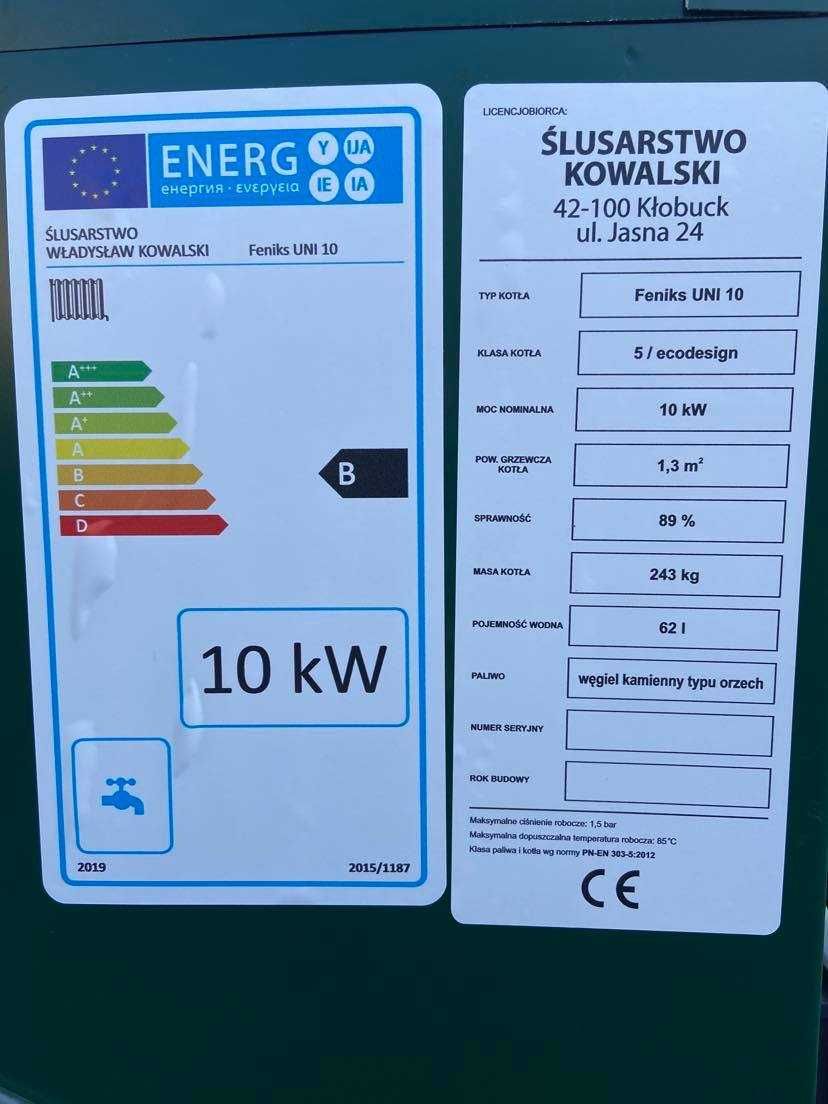 ENERG Y IJA
енергия · ενεργεια IE IA
ŚLUSARSTWO
WŁADYSŁAW KOWALSKI Feniks UNI 10
A+++
A++
A+
A
B
C
D
B
10 kW
2019 2015/1187
LICENCJOBIORCA:
ŚLUSARSTWO
KOWALSKI
42-100 Kłobuck
ul. Jasna 24
TYP KOTŁA Feniks UNI 10
KLASA KOTŁA 5 / ecodesign
MOC NOMINALNA 10 kW
POW. GRZEWCZA
KOTŁA 1,3 m²
SPRAWNOŚĆ 89 %
MASA KOTŁA 243 kg
POJEMNOŚĆ WODNA 62 l
PALIWO węgiel kamienny typu orzech
NUMER SERYJNY
ROK BUDOWY
Maksymalne ciśnienie robocze: 1,5 bar
Maksymalna dopuszczalna temperatura robocza: 85°C
Klasa paliwa i kotła wg normy PN-EN 303-5:2012
CE